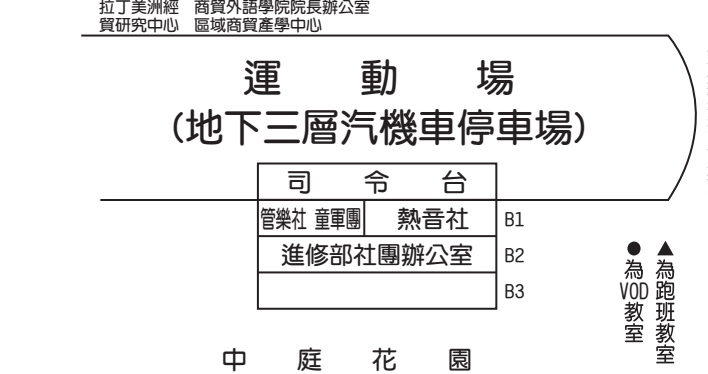 拉丁美洲經 商貿外語學院院長辦公室
貿研究中心 區域商貿產學中心
運 動 場
(地下三層汽機車停車場)
司 令 台
管樂社 童軍團 熱音社 B1
進修部社團辦公室 B2
B3
▲為跑班教室
●為VOD教室
中 庭 花 園